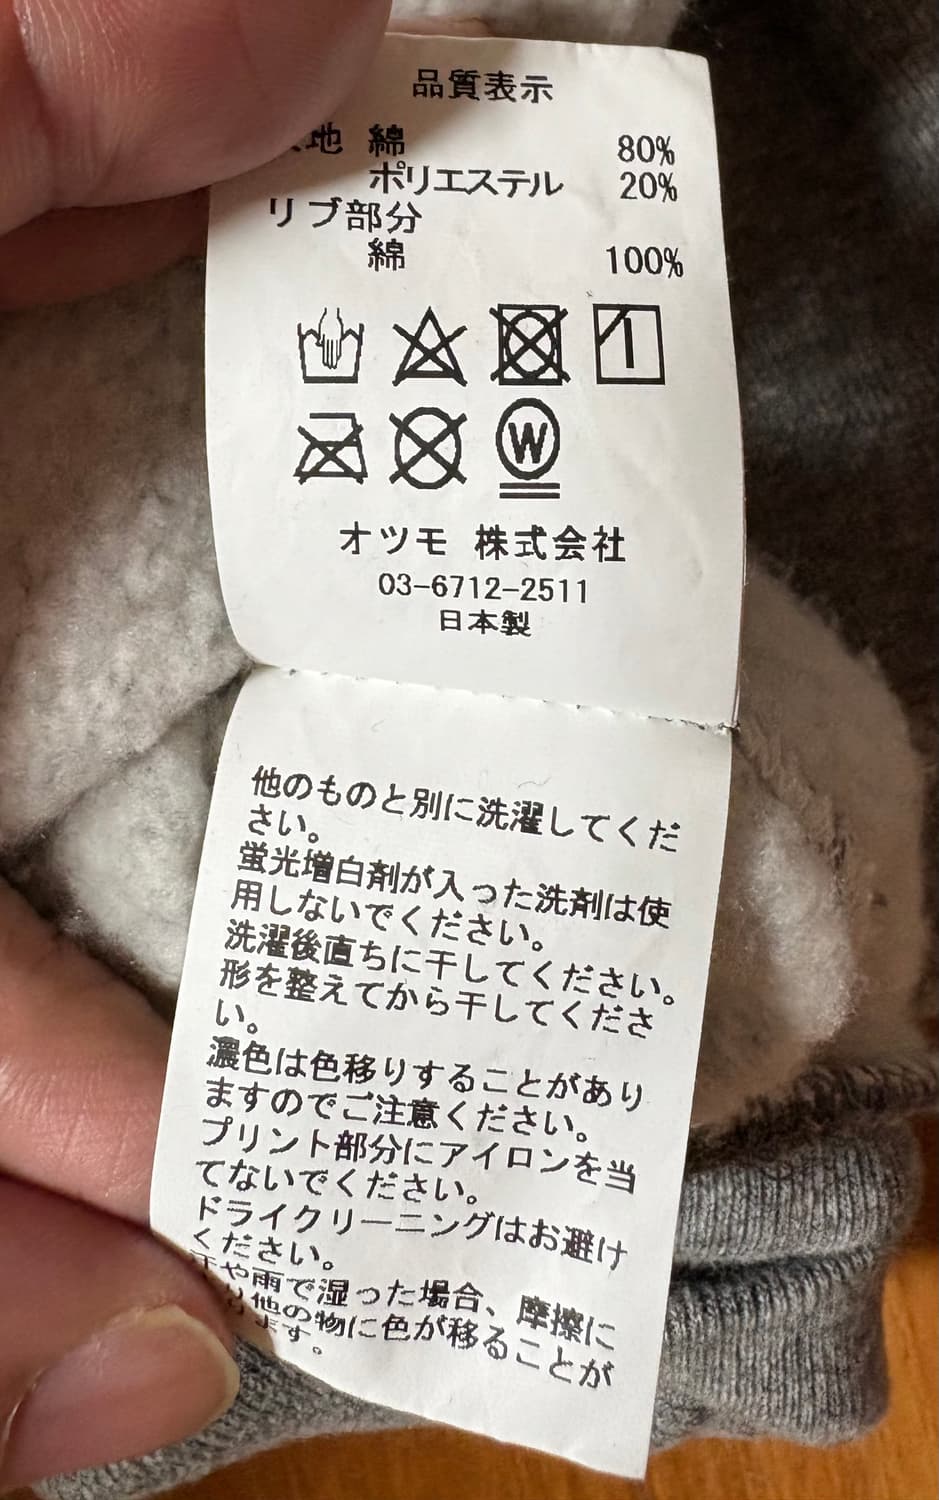 品質表示
地 綿 80%
ポリエステル 20%
リブ部分
綿 100%
W
オツモ 株式会社
03-6712-2511
日本製
他のものと別に洗濯してくだ
さい。
蛍光増白剤が入った洗剤は使
用しないでください。
洗濯後直ちに干してください。
形を整えてから干してくださ
い。
濃色は色移りすることがあり
ますのでご注意ください。
プリント部分にアイロンを当
てないでください。
ドライクリーニングはお避け
ください。
汗や雨で湿った場合、摩擦に
他の物に色が移ることが
ます。